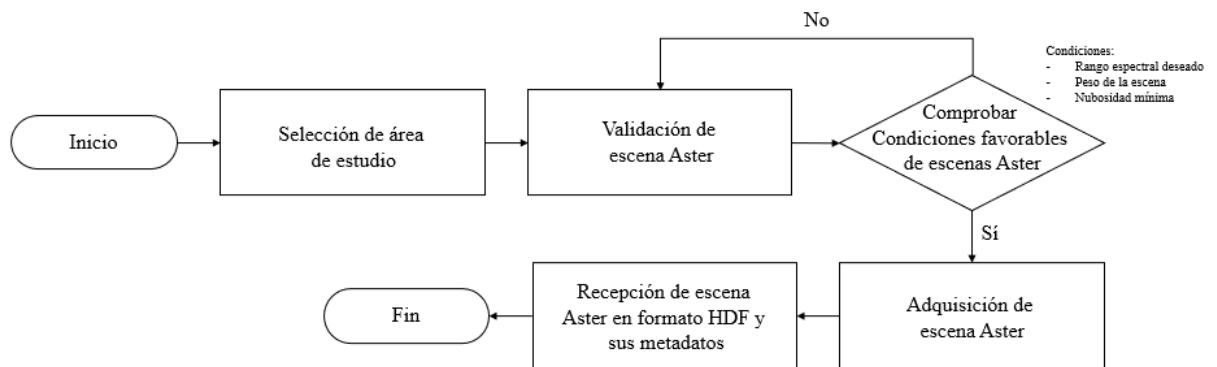 No
Condiciones:
- Rango espectral deseado
- Peso de la escena
- Nubosidad mínima
Inicio
Selección de área
de estudio
Validación de
escena Aster
Comprobar
Condiciones favorables
de escenas Aster
Sí
Adquisición de
escena Aster
Recepción de escena
Aster en formato HDF y
sus metadatos
Fin